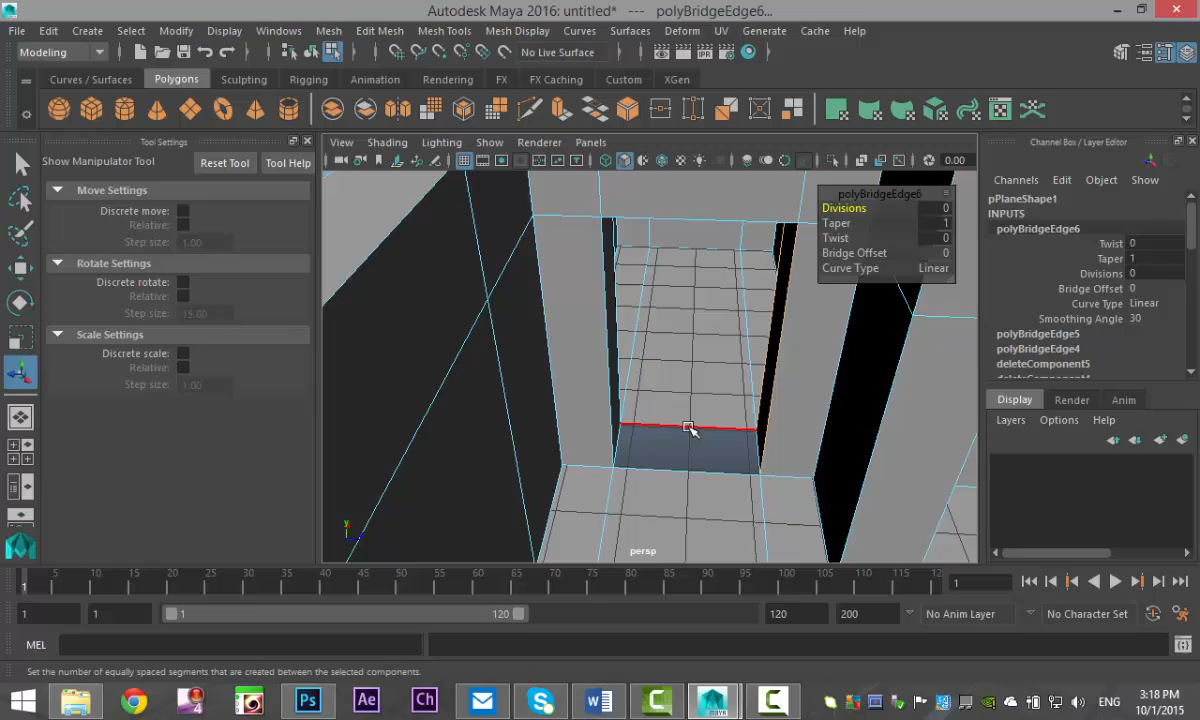 Autodesk Maya 2016: untitled* --- polyBridgeEdge6...
File Edit Create Select Modify Display Windows Mesh Edit Mesh Mesh Tools Mesh Display Curves Surfaces Deform UV Generate Cache Help
Modeling No Live Surface
Curves / Surfaces Polygons Sculpting Rigging Animation Rendering FX FX Caching Custom XGen
Tool Settings
Show Manipulator Tool Reset Tool Tool Help
Move Settings
Discrete move:
Relative:
Step size: 1.00
Rotate Settings
Discrete rotate:
Relative:
Step size: 15.00
Scale Settings
Discrete scale:
Relative:
Step size: 1.00
View Shading Lighting Show Renderer Panels
0.00
polyBridgeEdge6
Divisions 0
Taper 1
Twist 0
Bridge Offset 0
Curve Type Linear
y
persp
Channel Box / Layer Editor
Channels Edit Object Show
pPlaneShape1
INPUTS
polyBridgeEdge6
Twist 0
Taper 1
Divisions 0
Bridge Offset 0
Curve Type Linear
Smoothing Angle 30
polyBridgeEdge5
polyBridgeEdge4
deleteComponent5
Display Render Anim
Layers Options Help
1 5 10 15 20 25 30 35 40 45 50 55 60 65 70 75 80 85 90 95 100 105 110 115 12
1
1 1 1 120 120 200 No Anim Layer No Character Set
MEL
Set the number of equally spaced segments that are created between the selected components.
Ps Ae Ch ENG
3:18 PM
10/1/2015